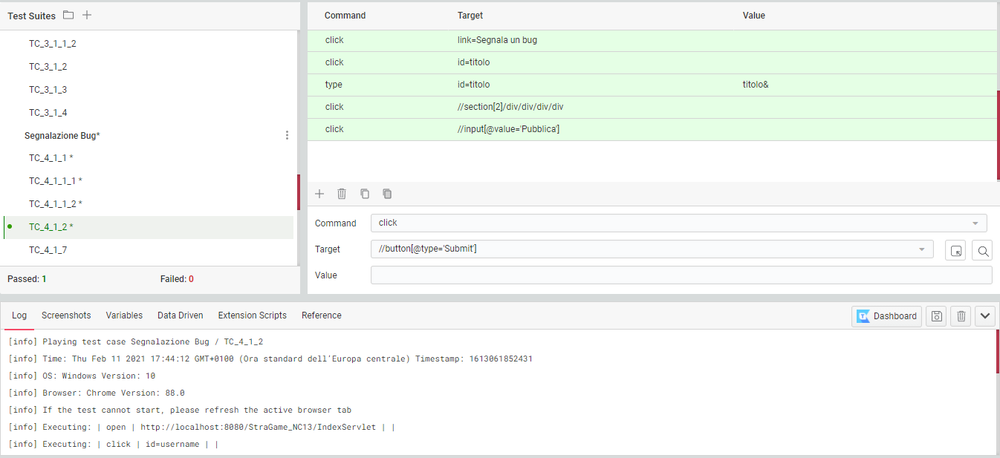 Test Suites
TC_3_1_1_2
TC_3_1_2
TC_3_1_3
TC_3_1_4
Segnalazione Bug*
TC_4_1_1 *
TC_4_1_1_1 *
TC_4_1_1_2 *
TC_4_1_2 *
TC_4_1_7
Passed: 1 Failed: 0
Command Target Value
click link=Segnala un bug
click id=titolo
type id=titolo titolo&
click //section[2]/div/div/div/div
click //input[@value='Pubblica']
Command click
Target //button[@type='Submit']
Value
Log Screenshots Variables Data Driven Extension Scripts Reference Dashboard
[info] Playing test case Segnalazione Bug / TC_4_1_2
[info] Time: Thu Feb 11 2021 17:44:12 GMT+0100 (Ora standard dell'Europa centrale) Timestamp: 1613061852431
[info] OS: Windows Version: 10
[info] Browser: Chrome Version: 88.0
[info] If the test cannot start, please refresh the active browser tab
[info] Executing: | open | http://localhost:8080/StraGame_NC13/IndexServlet | |
[info] Executing: | click | id=username | |